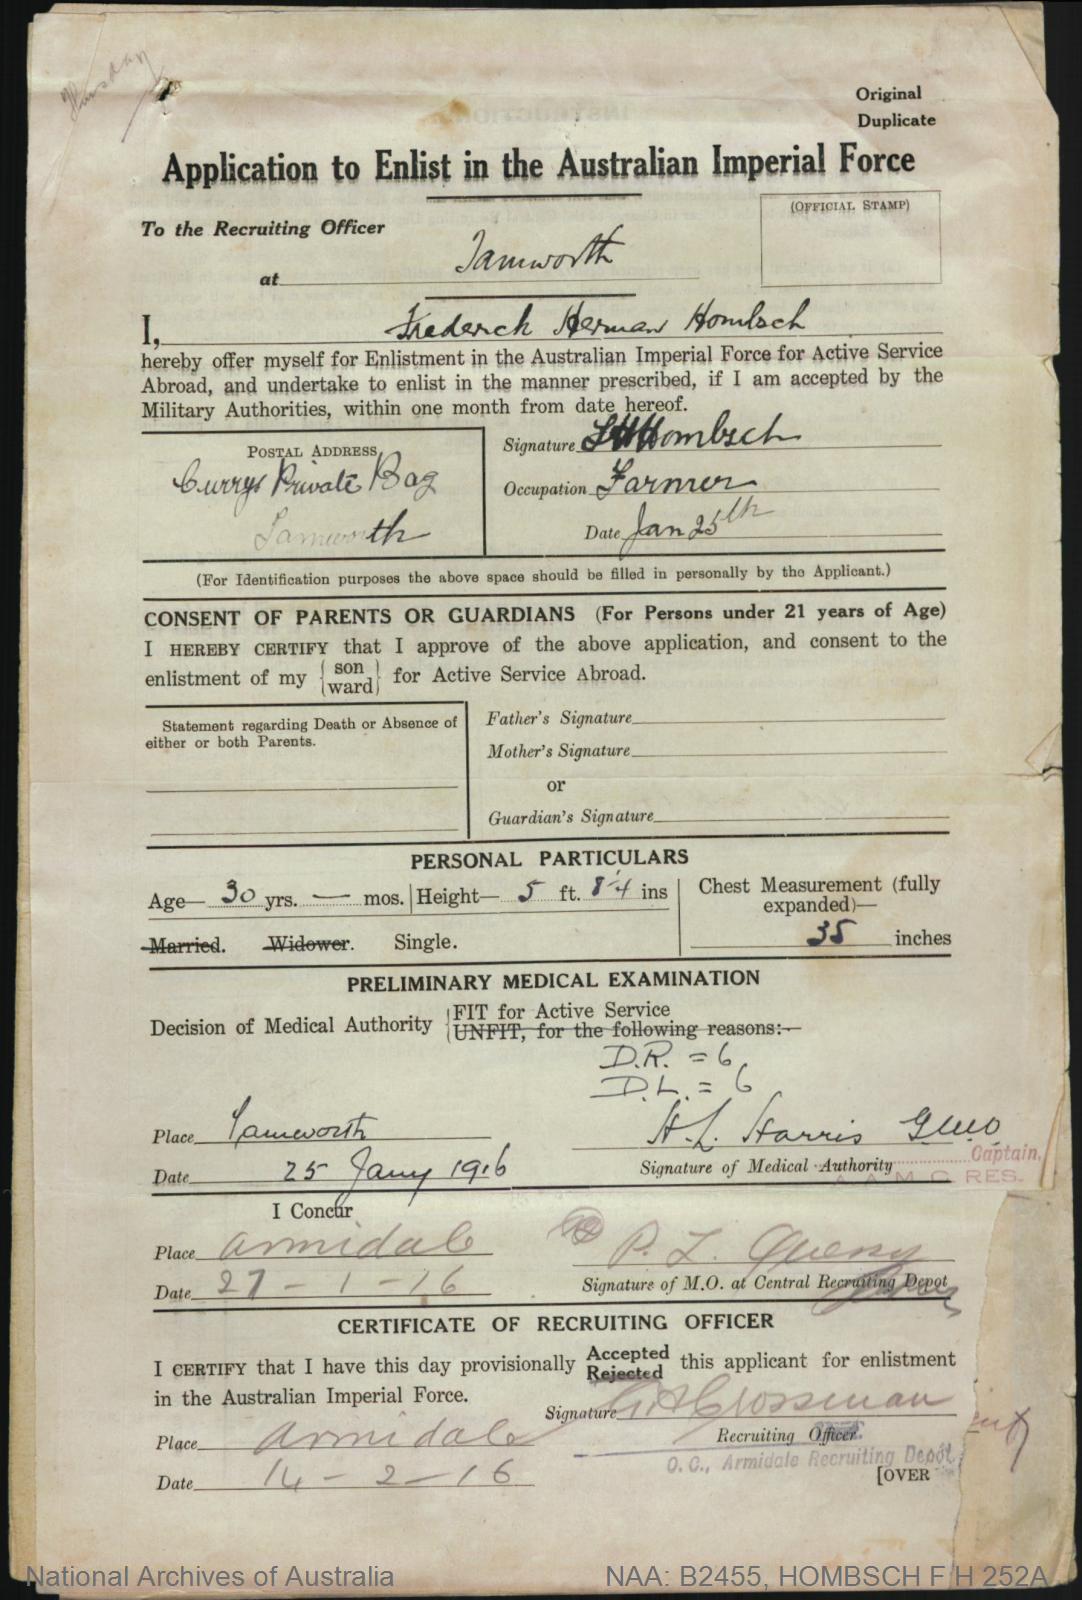 Thursday
Original
Duplicate
Application to Enlist in the Australian Imperial Force
(OFFICIAL STAMP)
To the Recruiting Officer
at Tamworth
I, Frederick Herman Hombsch
hereby offer myself for Enlistment in the Australian Imperial Force for Active Service
Abroad, and undertake to enlist in the manner prescribed, if I am accepted by the
Military Authorities, within one month from date hereof.
POSTAL ADDRESS
Currys Private Bag
Tamworth
Signature F H Hombsch
Occupation Farmer
Date Jan 25th
(For Identification purposes the above space should be filled in personally by the Applicant.)
CONSENT OF PARENTS OR GUARDIANS (For Persons under 21 years of Age)
I HEREBY CERTIFY that I approve of the above application, and consent to the
enlistment of my { son ward } for Active Service Abroad.
Statement regarding Death or Absence of
either or both Parents.
Father's Signature
Mother's Signature
or
Guardian's Signature
PERSONAL PARTICULARS
Age— 30 yrs. — mos. Height— 5 ft. 8¼ ins
Chest Measurement (fully
expanded)—
35 inches
Married. Widower. Single.
PRELIMINARY MEDICAL EXAMINATION
Decision of Medical Authority { FIT for Active Service
UNFIT, for the following reasons:—
D.R. = 6
D.L. = 6
Place Tamworth
H.L. Harris GMO
Date 25 Jany 1916
Signature of Medical Authority Captain,
A.A.M.C. RES.
I Concur
Place Armidale
P. L.
Date 27-1-16
Signature of M.O. at Central Recruiting Depot
CERTIFICATE OF RECRUITING OFFICER
I CERTIFY that I have this day provisionally Accepted Rejected this applicant for enlistment
in the Australian Imperial Force.
Signature Crossman
Place Armidale
Recruiting Officer
O. C., Armidale Recruiting Depôt
Date 14-2-16
[OVER
National Archives of Australia
NAA: B2455, HOMBSCH F H 252A